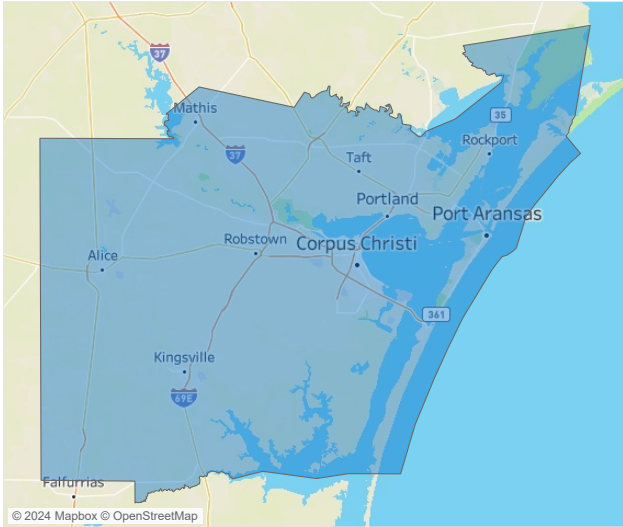 37
Mathis
35
37
Rockport
Taft
Portland
Port Aransas
Robstown
Corpus Christi
Alice
361
Kingsville
69E
Falfurrias
© 2024 Mapbox © OpenStreetMap